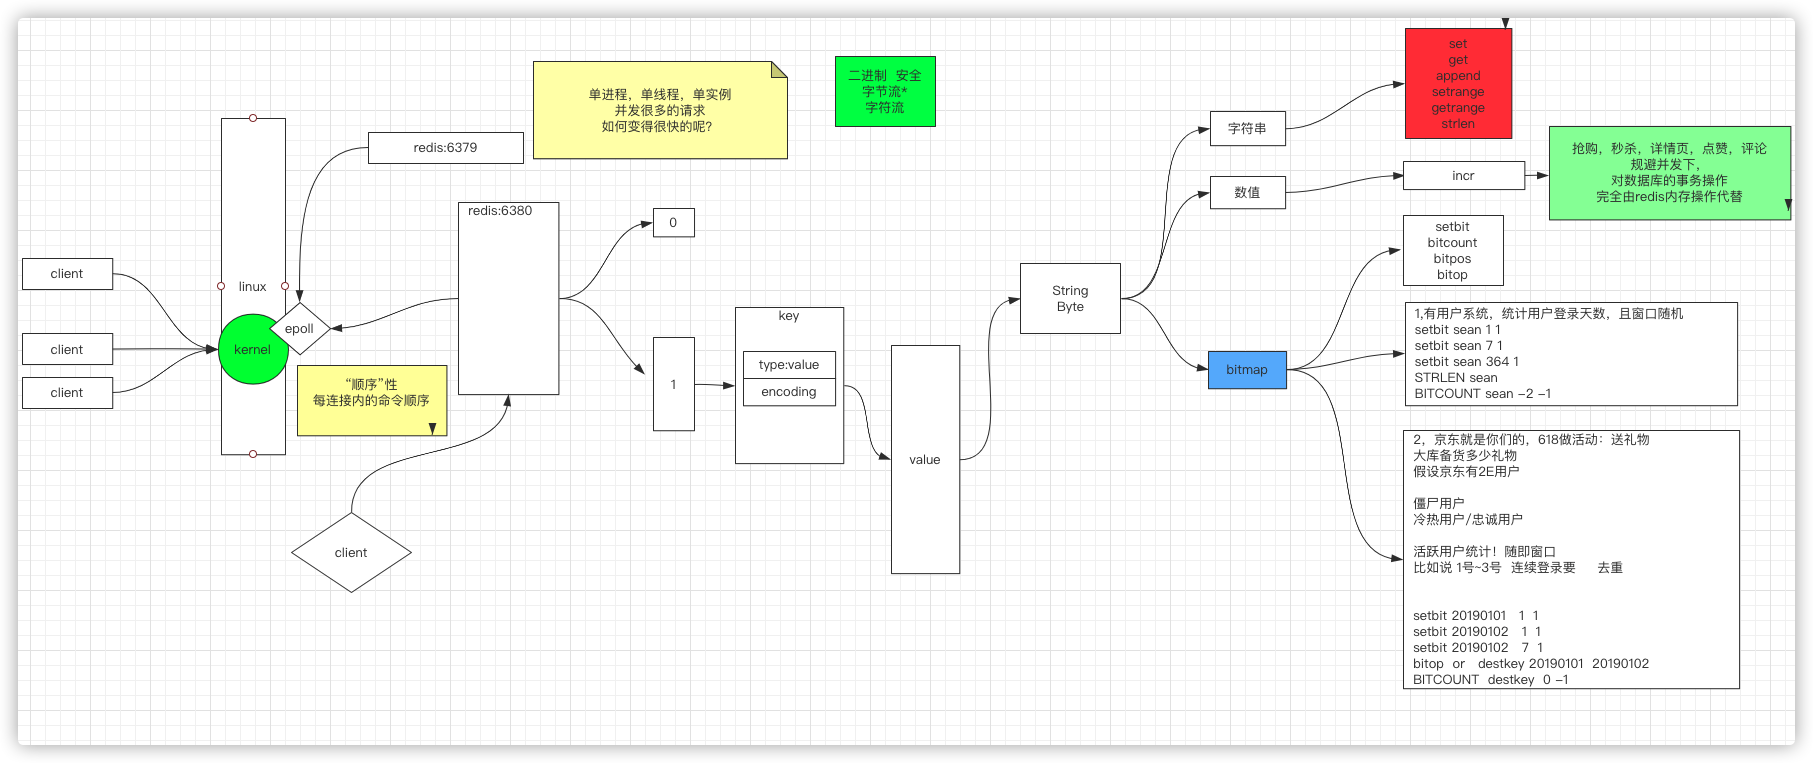 client
client
client
linux
kernel
epoll
redis:6379
“顺序”性
每连接内的命令顺序
client
单进程，单线程，单实例
并发很多的请求
如何变得很快的呢？
redis:6380
0
1
二进制 安全
字节流*
字符流
key
type:value
encoding
value
String
Byte
字符串
数值
bitmap
set
get
append
setrange
getrange
strlen
incr
抢购，秒杀，详情页，点赞，评论
规避并发下，
对数据库的事务操作
完全由redis内存操作代替
setbit
bitcount
bitpos
bitop
1,有用户系统，统计用户登录天数，且窗口随机
setbit sean 1 1
setbit sean 7 1
setbit sean 364 1
STRLEN sean
BITCOUNT sean -2 -1
2，京东就是你们的，618做活动：送礼物
大库备货多少礼物
假设京东有2E用户
僵尸用户
冷热用户/忠诚用户
活跃用户统计！随即窗口
比如说 1号~3号 连续登录要 去重
setbit 20190101 1 1
setbit 20190102 1 1
setbit 20190102 7 1
bitop or destkey 20190101 20190102
BITCOUNT destkey 0 -1